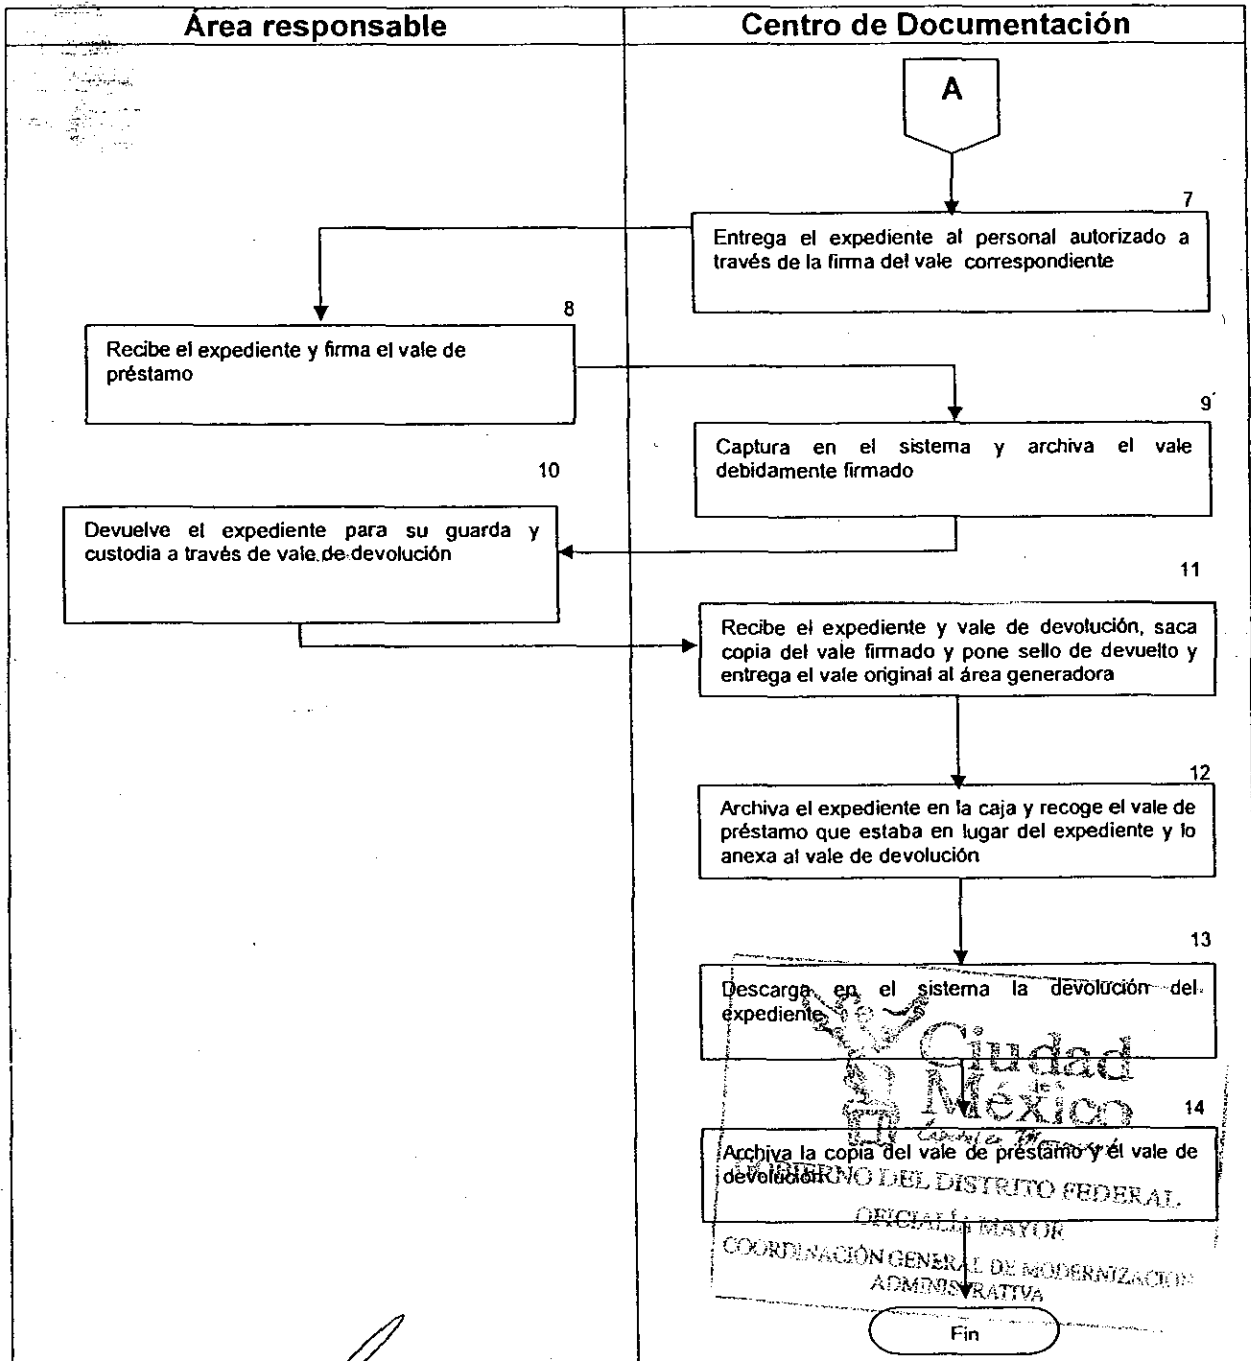 Área responsable
Centro de Documentación
A
7
Entrega el expediente al personal autorizado a
través de la firma del vale correspondiente
8
Recibe el expediente y firma el vale de
préstamo
9
Captura en el sistema y archiva el vale
debidamente firmado
10
Devuelve el expediente para su guarda y
custodia a través de vale de devolución
11
Recibe el expediente y vale de devolución, saca
copia del vale firmado y pone sello de devuelto y
entrega el vale original al área generadora
12
Archiva el expediente en la caja y recoge el vale de
préstamo que estaba en lugar del expediente y lo
anexa al vale de devolución
13
Descarga en el sistema la devolución del
expediente
Ciudad
de
México
14
Archiva la copia del vale de préstamo y el vale de
devolución
GOBIERNO DEL DISTRITO FEDERAL
OFICIALÍA MAYOR
COORDINACIÓN GENERAL DE MODERNIZACIÓN
ADMINISTRATIVA
Fin